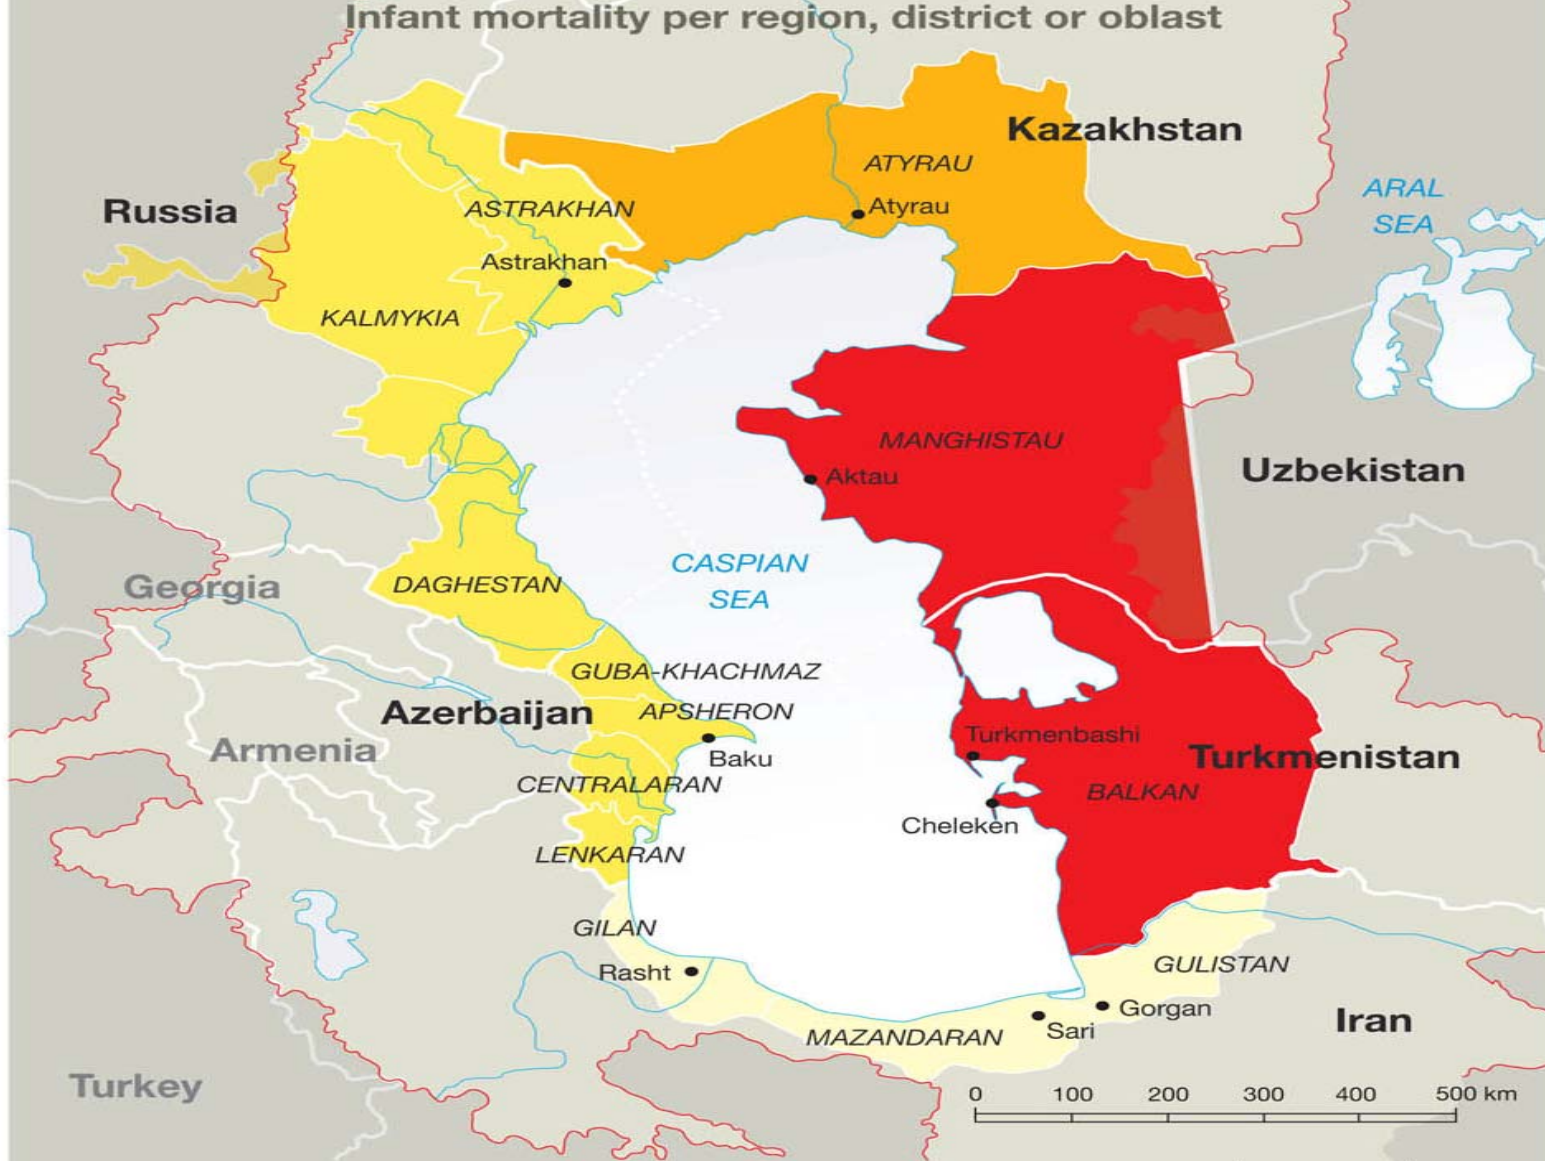 Infant mortality per region, district or oblast
Kazakhstan
ATYRAU
ARAL
SEA
Russia
ASTRAKHAN
Atyrau
Astrakhan
KALMYKIA
MANGHISTAU
Aktau
Uzbekistan
CASPIAN
SEA
Georgia
DAGHESTAN
GUBA-KHACHMAZ
Azerbaijan
APSHERON
Armenia
Baku
Turkmenbashi
Turkmenistan
CENTRALARAN
BALKAN
Cheleken
LENKARAN
GILAN
Rasht
GULISTAN
Gorgan
Iran
MAZANDARAN
Sari
Turkey
0 100 200 300 400 500 km